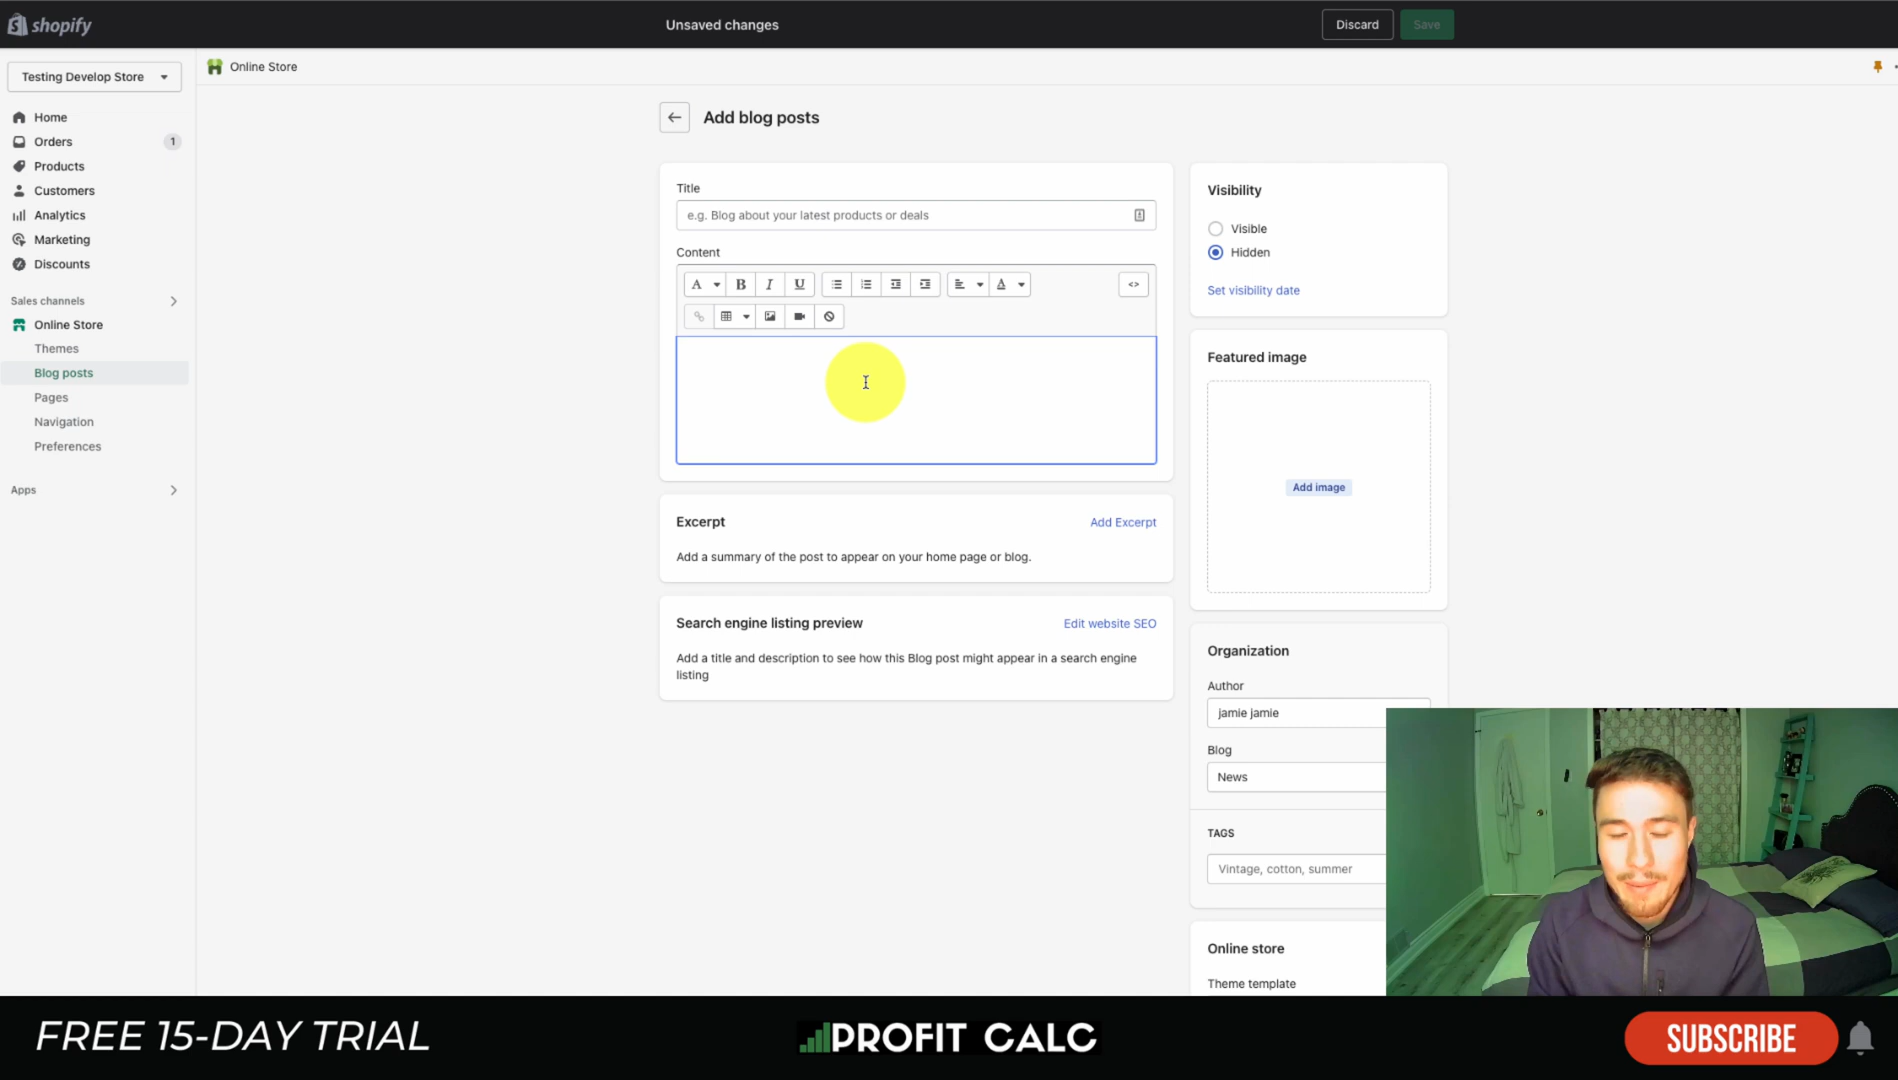 shopify
Unsaved changes
Discard
Save
Testing Develop Store
Online Store
Home
Orders
1
Products
Customers
Analytics
Marketing
Discounts
Sales channels
Online Store
Themes
Blog posts
Pages
Navigation
Preferences
Apps
Add blog posts
Title
e.g. Blog about your latest products or deals
Content
A
B
I
U
A
<>
Excerpt
Add Excerpt
Add a summary of the post to appear on your home page or blog.
Search engine listing preview
Edit website SEO
Add a title and description to see how this Blog post might appear in a search engine
listing
Visibility
Visible
Hidden
Set visibility date
Featured image
Add image
Organization
Author
jamie jamie
Blog
News
TAGS
Vintage, cotton, summer
Online store
Theme template
FREE 15-DAY TRIAL
PROFIT CALC
SUBSCRIBE